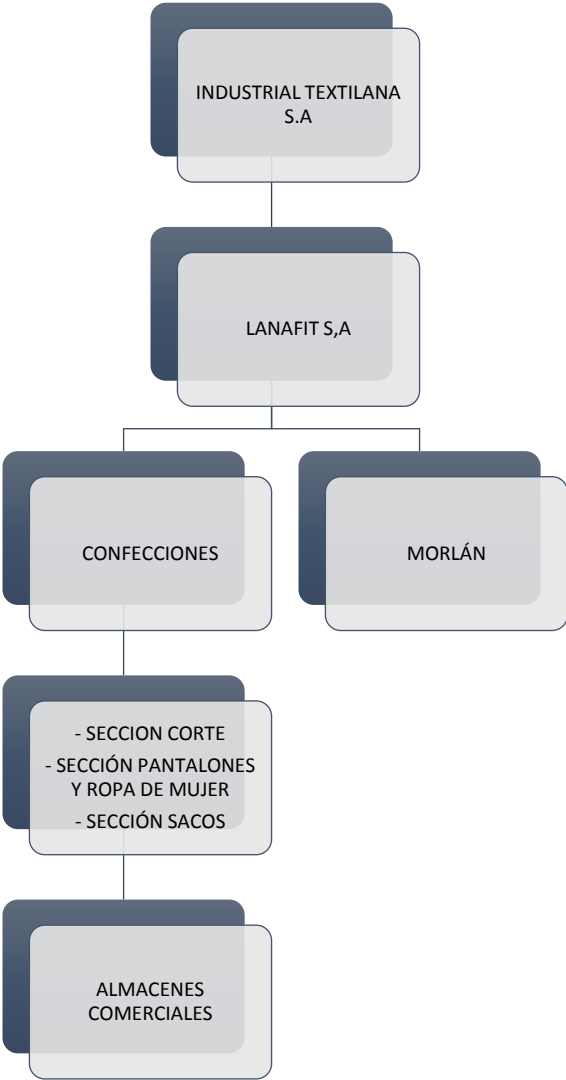 INDUSTRIAL TEXTILANA
S.A
LANAFIT S,A
CONFECCIONES
MORLÁN
- SECCION CORTE
- SECCIÓN PANTALONES
Y ROPA DE MUJER
- SECCIÓN SACOS
ALMACENES
COMERCIALES